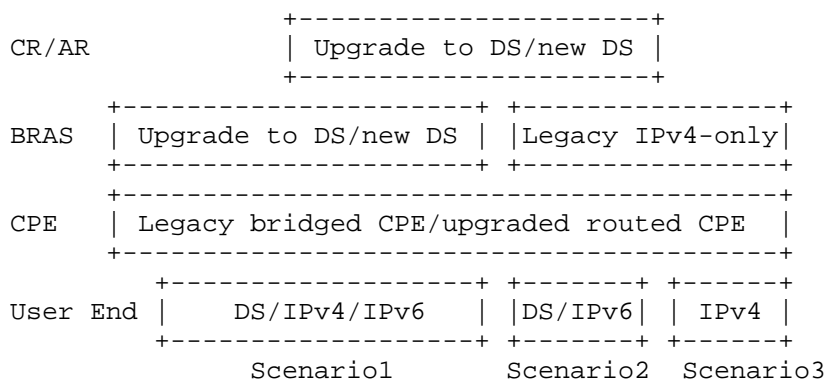 CR/AR | Upgrade to DS/new DS |
BRAS | Upgrade to DS/new DS | |Legacy IPv4-only|
CPE | Legacy bridged CPE/upgraded routed CPE |
User End | DS/IPv4/IPv6 | |DS/IPv6| | IPv4 |
Scenario1 Scenario2 Scenario3